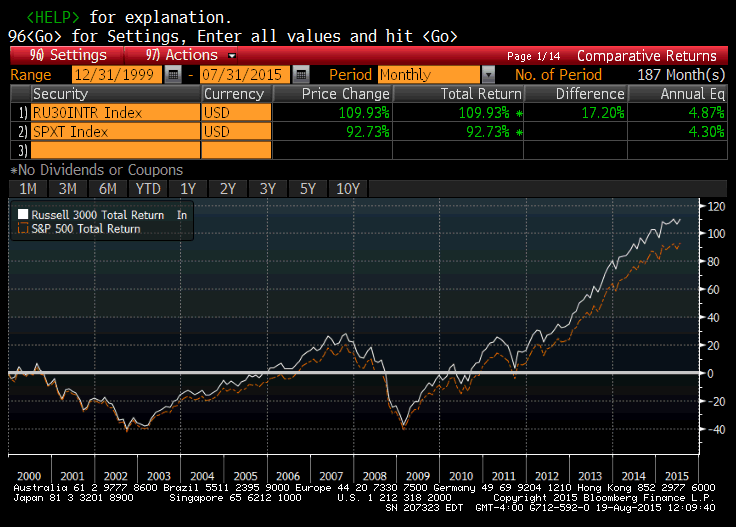 <HELP> for explanation.
96<Go> for Settings, Enter all values and hit <Go>
96) Settings 97) Actions Page 1/14 Comparative Returns
Range 12/31/1999 - 07/31/2015 Period Monthly No. of Period 187 Month(s)
Security Currency Price Change Total Return Difference Annual Eq
1) RU30INTR Index USD 109.93% 109.93% * 17.20% 4.87%
2) SPXT Index USD 92.73% 92.73% * 4.30%
3)
*No Dividends or Coupons
1M 3M 6M YTD 1Y 2Y 3Y 5Y 10Y
Russell 3000 Total Return In
S&P 500 Total Return
120
100
80
60
40
20
0
-20
-40
2000 2001 2002 2003 2004 2005 2006 2007 2008 2009 2010 2011 2012 2013 2014 2015
Australia 61 2 9777 8600 Brazil 5511 2395 9000 Europe 44 20 7330 7500 Germany 49 69 9204 1210 Hong Kong 852 2977 6000
Japan 81 3 3201 8900 Singapore 65 6212 1000 U.S. 1 212 318 2000 Copyright 2015 Bloomberg Finance L.P.
SN 207323 EDT GMT-4:00 G712-592-0 19-Aug-2015 12:09:40